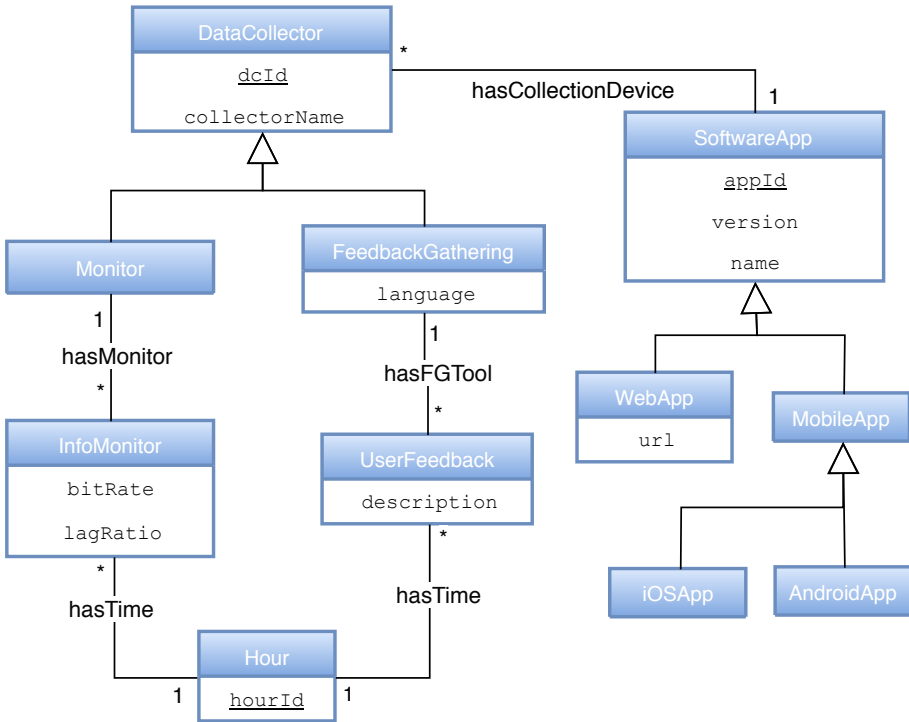 DataCollector
dcId
collectorName
*
hasCollectionDevice
1
SoftwareApp
appId
version
name
Monitor
FeedbackGathering
language
1
hasMonitor
*
1
hasFGTool
*
WebApp
url
MobileApp
InfoMonitor
bitRate
lagRatio
UserFeedback
description
*
hasTime
1
*
hasTime
1
iOSApp
AndroidApp
Hour
hourId